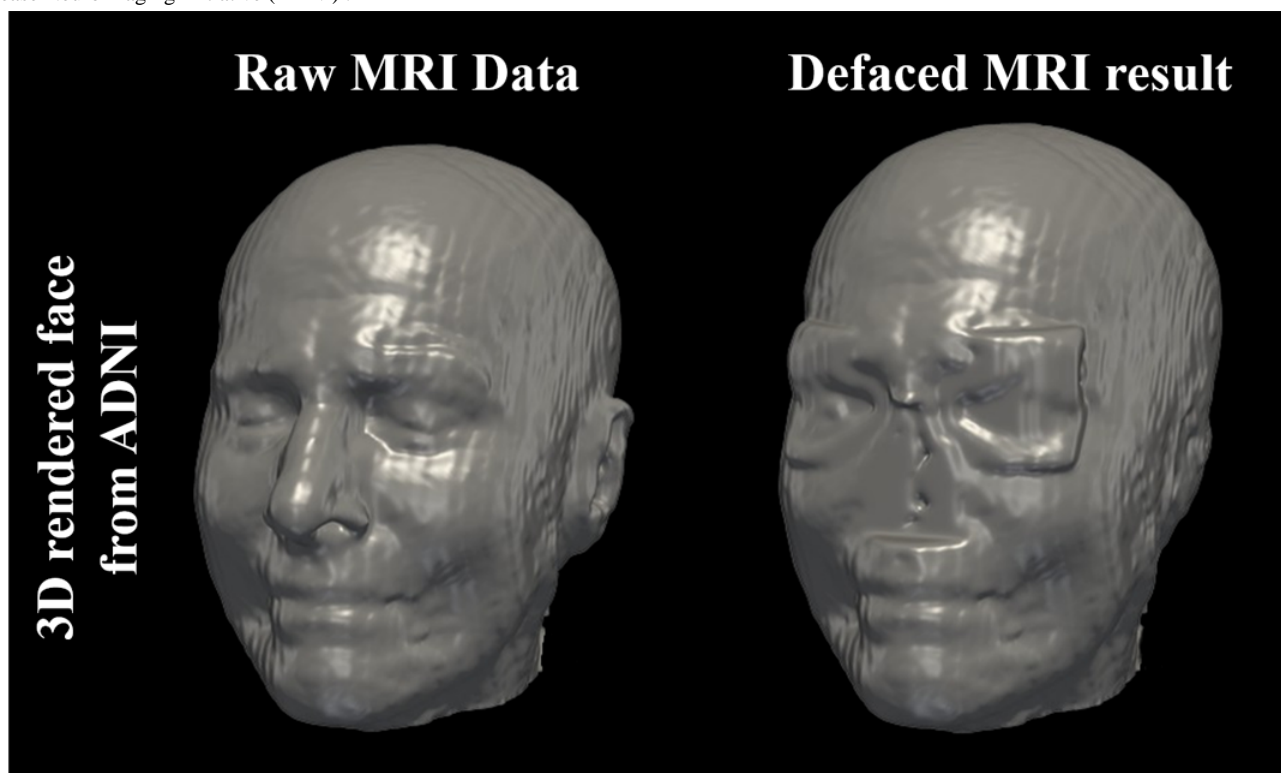 Raw MRI Data
Defaced MRI result
3D rendered face
from ADNI